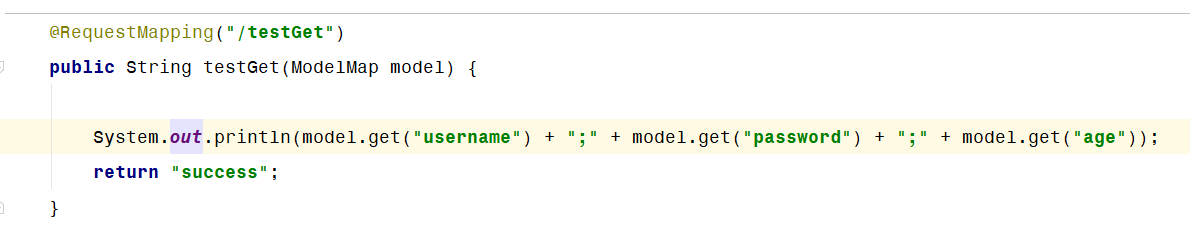 @RequestMapping("/testGet")
public String testGet(ModelMap model) {
System.out.println(model.get("username") + ";" + model.get("password") + ";" + model.get("age"));
return "success";
}